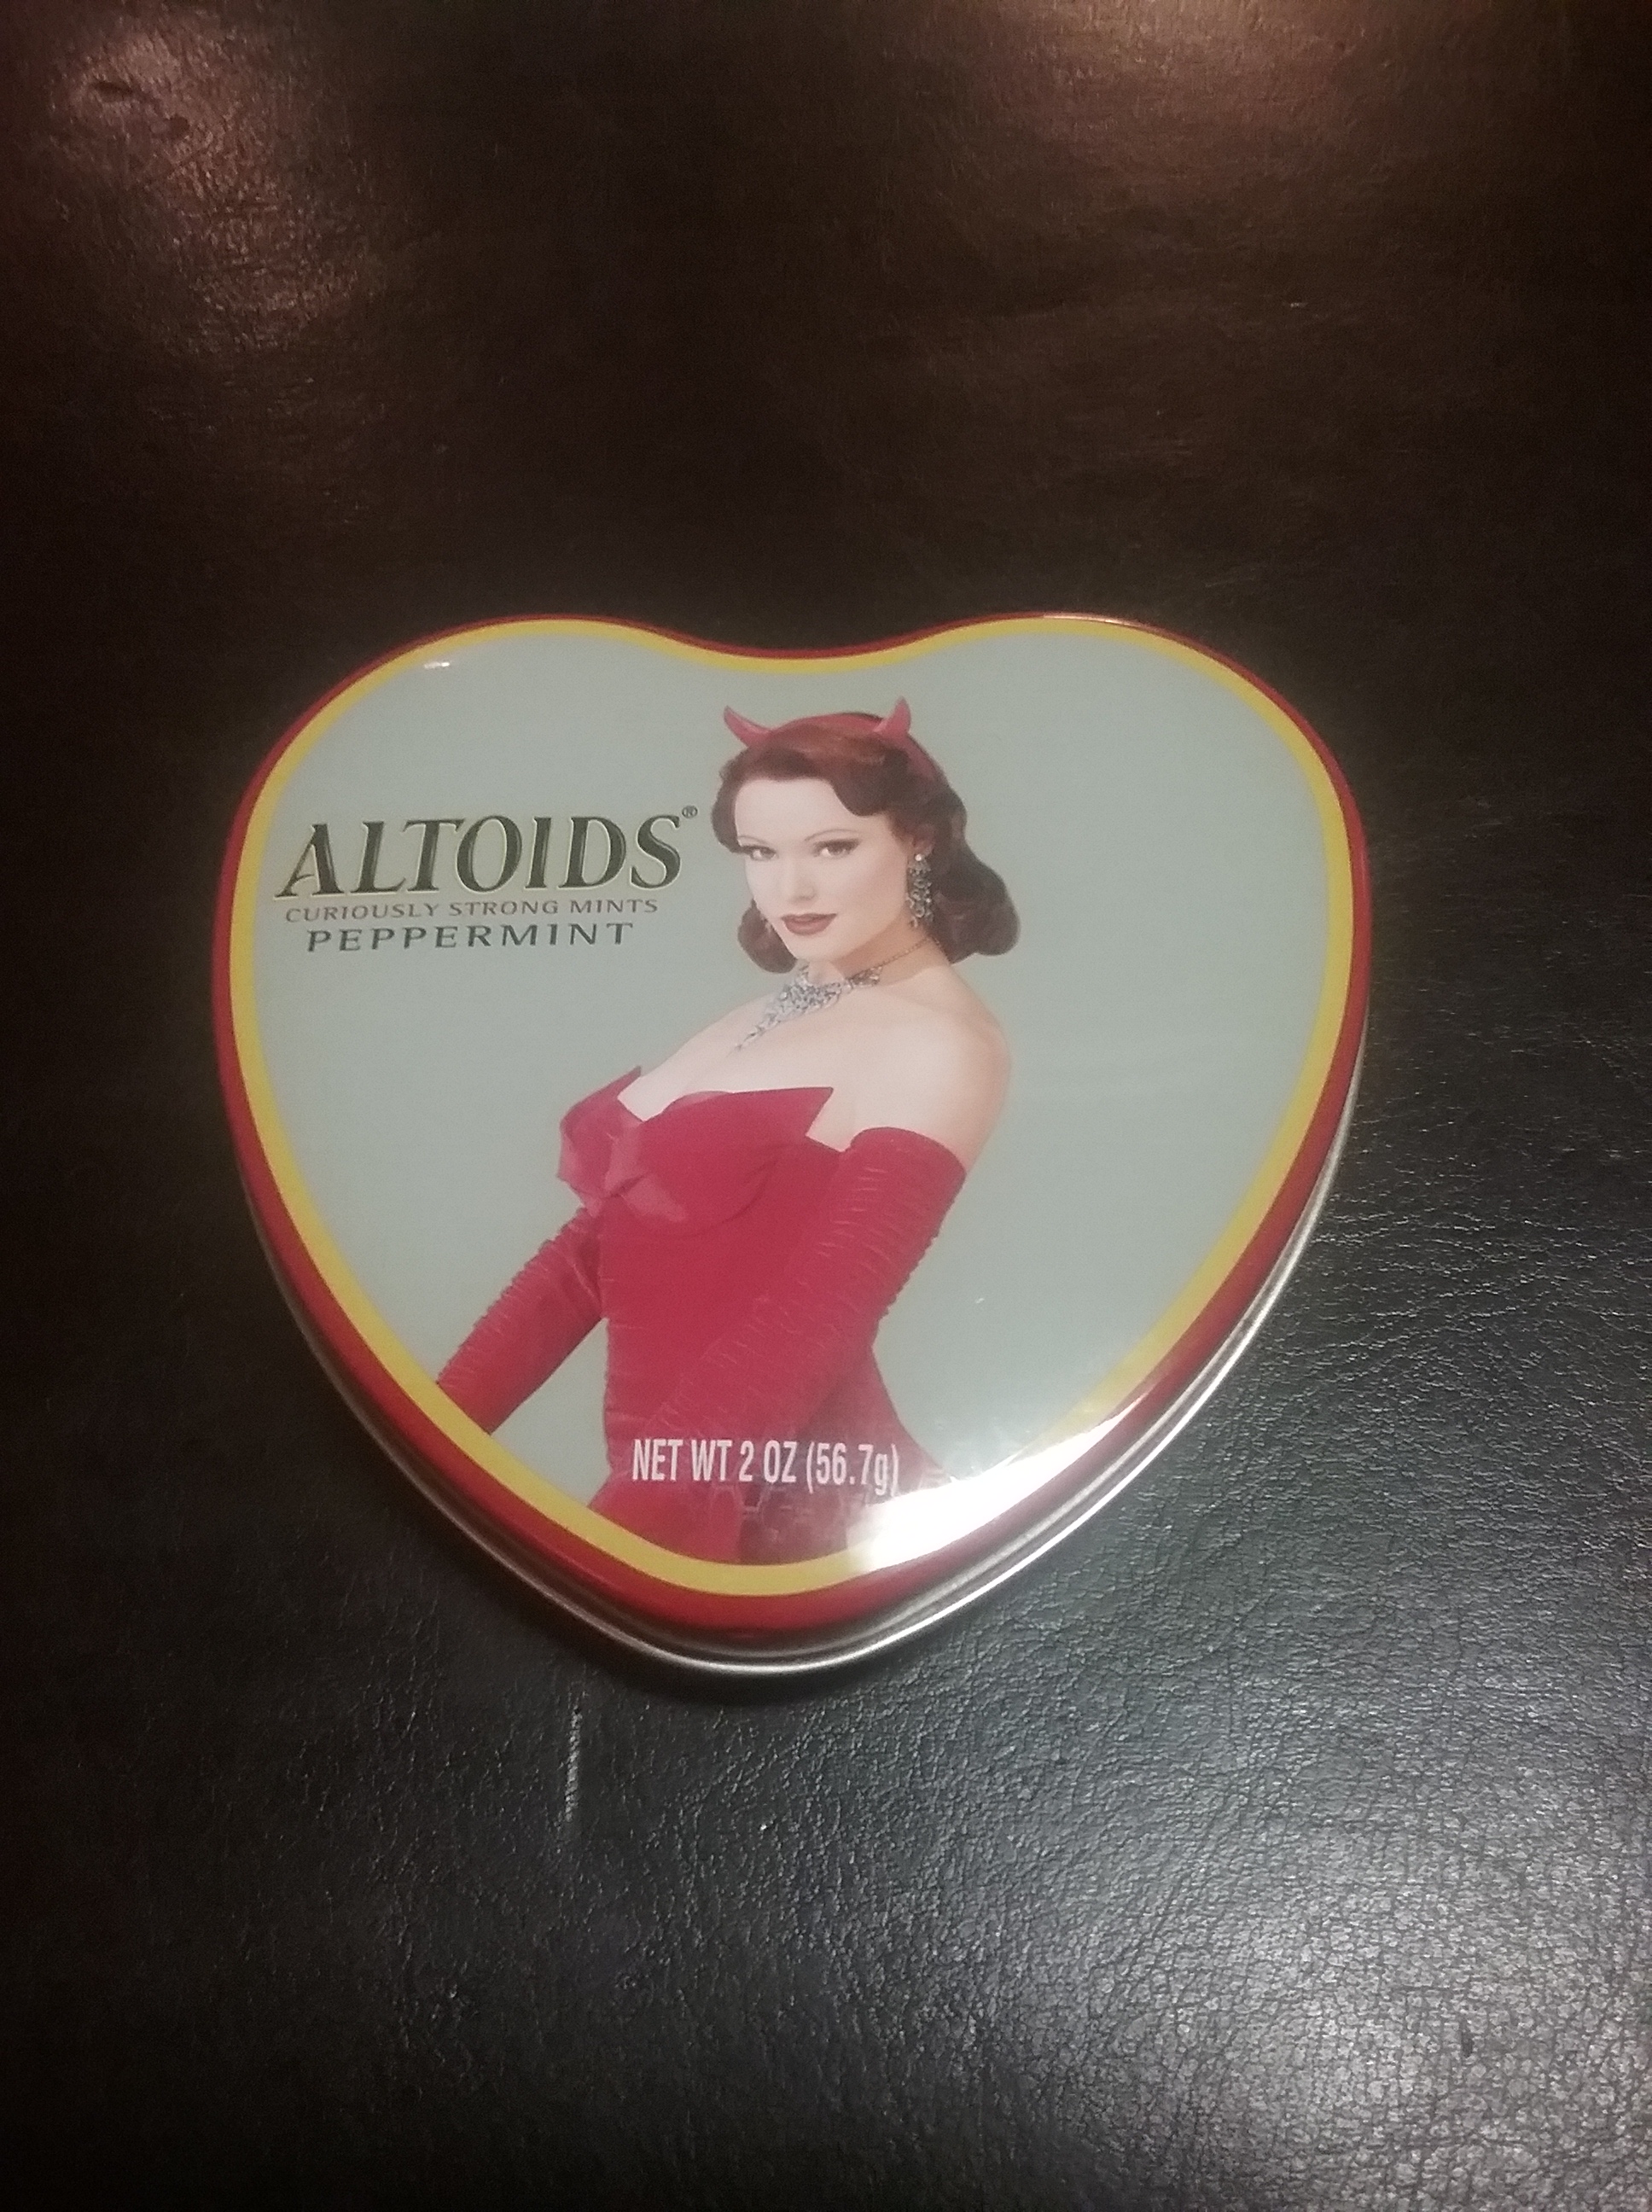 ALTOIDS®
CURIOUSLY STRONG MINTS
PEPPERMINT
NET WT 2 OZ (56.7g)